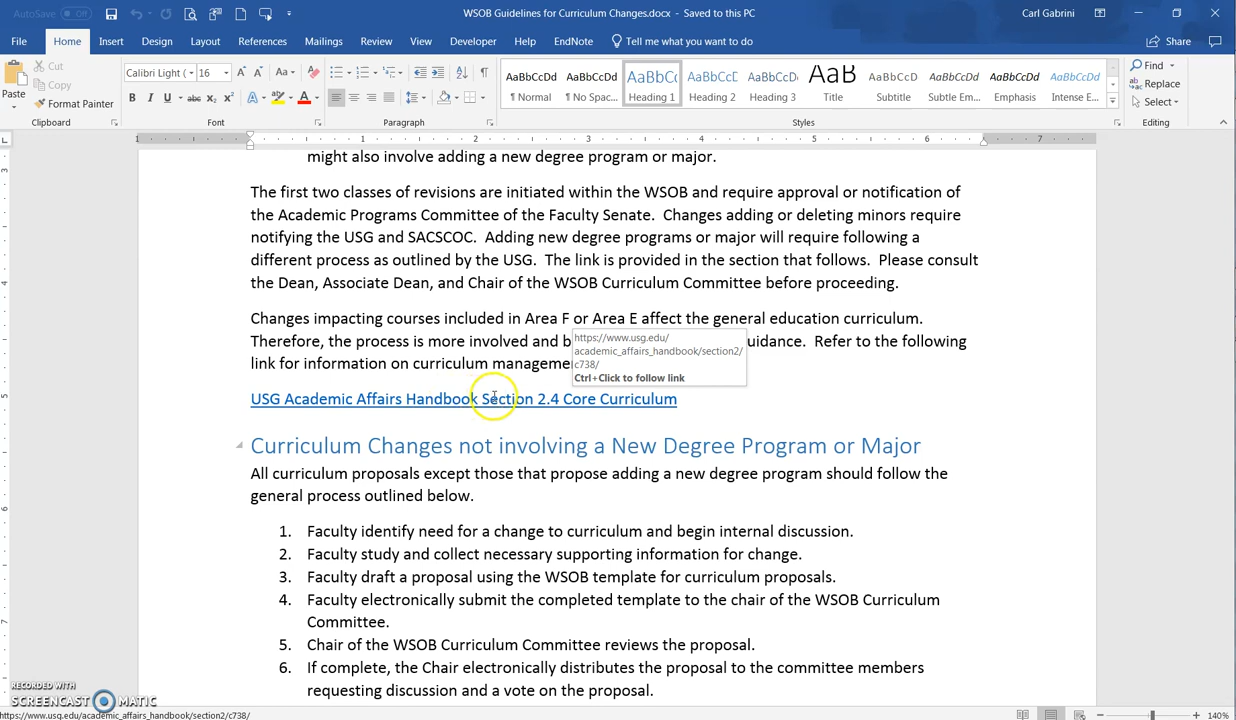 AutoSave Off
WSOB Guidelines for Curriculum Changes.docx - Saved to this PC
Carl Gabrini
File Home Insert Design Layout References Mailings Review View Developer Help EndNote Tell me what you want to do
Share
Paste
Cut
Copy
Format Painter
Clipboard
Calibri Light ( 16
Font
Paragraph
AaBbCcDd AaBbCcDd AaBbC( AaBbCcE AaBbCcD AaB AaBbCcD AaBbCcDd AaBbCcDd AaBbCcDd
¶ Normal ¶ No Spac... Heading 1 Heading 2 Heading 3 Title Subtitle Subtle Em... Emphasis Intense E...
Styles
Find
Replace
Select
Editing
1 1 2 3 4 5 6 7
might also involve adding a new degree program or major.
The first two classes of revisions are initiated within the WSOB and require approval or notification of
the Academic Programs Committee of the Faculty Senate. Changes adding or deleting minors require
notifying the USG and SACSCOC. Adding new degree programs or major will require following a
different process as outlined by the USG. The link is provided in the section that follows. Please consult
the Dean, Associate Dean, and Chair of the WSOB Curriculum Committee before proceeding.
Changes impacting courses included in Area F or Area E affect the general education curriculum.
Therefore, the process is more involved and b uidance. Refer to the following
link for information on curriculum manageme
https://www.usg.edu/
academic_affairs_handbook/section2/
c738/
Ctrl+Click to follow link
USG Academic Affairs Handbook Section 2.4 Core Curriculum
Curriculum Changes not involving a New Degree Program or Major
All curriculum proposals except those that propose adding a new degree program should follow the
general process outlined below.
1. Faculty identify need for a change to curriculum and begin internal discussion.
2. Faculty study and collect necessary supporting information for change.
3. Faculty draft a proposal using the WSOB template for curriculum proposals.
4. Faculty electronically submit the completed template to the chair of the WSOB Curriculum
Committee.
5. Chair of the WSOB Curriculum Committee reviews the proposal.
6. If complete, the Chair electronically distributes the proposal to the committee members
requesting discussion and a vote on the proposal.
RECORDED WITH
SCREENCAST MATIC
https://www.usg.edu/academic_affairs_handbook/section2/c738/
140%